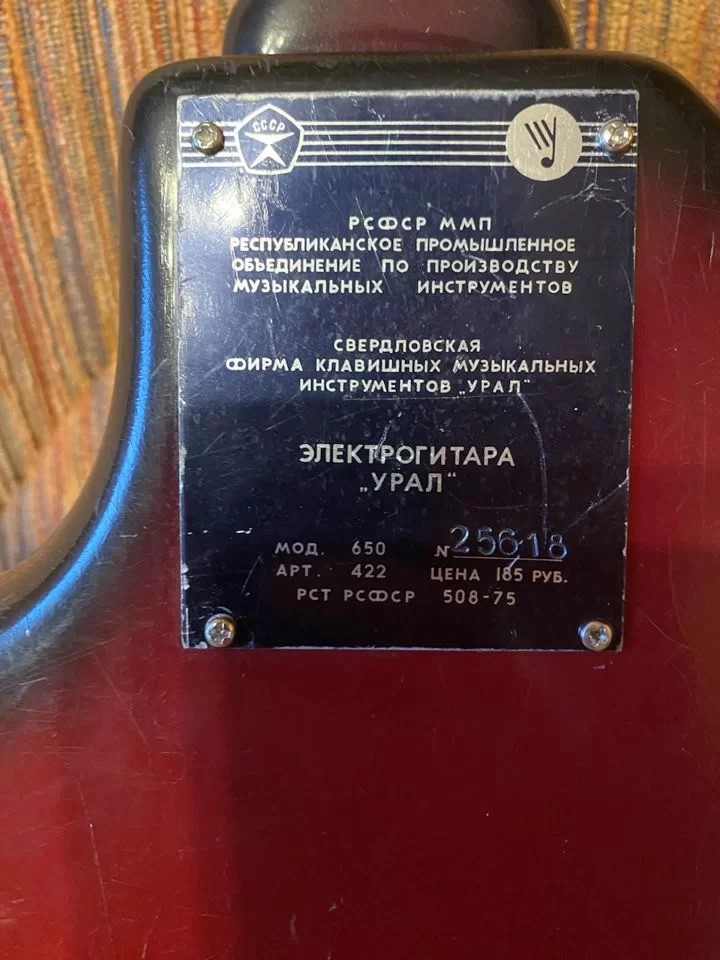 СССР
РСФСР ММП
РЕСПУБЛИКАНСКОЕ ПРОМЫШЛЕННОЕ
ОБЪЕДИНЕНИЕ ПО ПРОИЗВОДСТВУ
МУЗЫКАЛЬНЫХ ИНСТРУМЕНТОВ
СВЕРДЛОВСКАЯ
ФИРМА КЛАВИШНЫХ МУЗЫКАЛЬНЫХ
ИНСТРУМЕНТОВ „УРАЛ“
ЭЛЕКТРОГИТАРА
„УРАЛ“
МОД. 650 N 25618
АРТ. 422 ЦЕНА 185 РУБ.
РСТ РСФСР 508-75